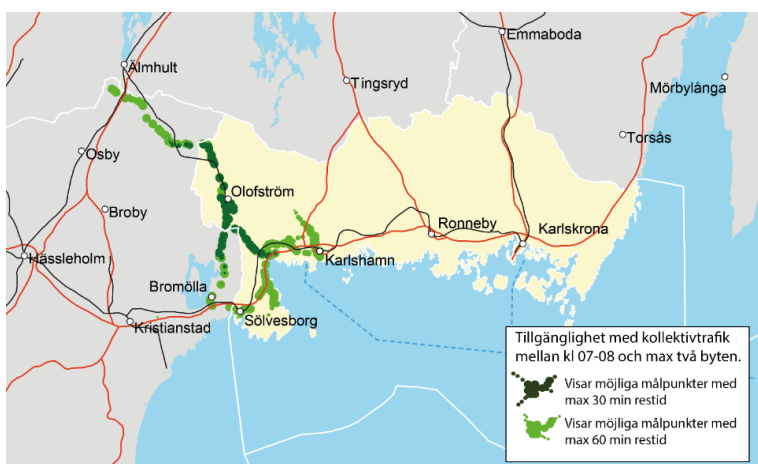 Emmaboda
Älmhult
Tingsryd
Mörbylånga
Torsås
Osby
Olofström
Broby
Ronneby
Karlskrona
Hässleholm
Karlshamn
Bromölla
Sölvesborg
Kristianstad
Tillgänglighet med kollektivtrafik
mellan kl 07-08 och max två byten.
Visar möjliga målpunkter med
max 30 min restid
Visar möjliga målpunkter med
max 60 min restid